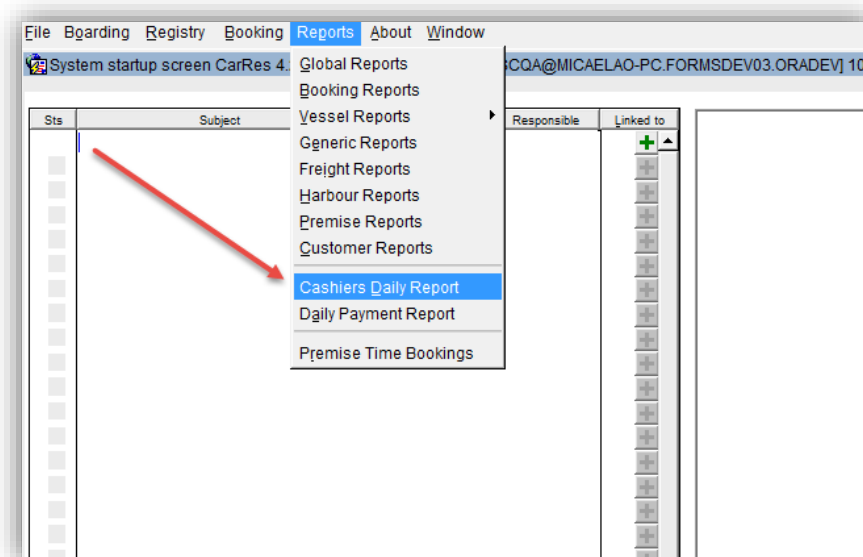 File Boarding Registry Booking Reports About Window
System startup screen CarRes 4. SCQA@MICAELAO-PC.FORMSDEV03.ORADEV] 10
Global Reports
Booking Reports
Vessel Reports
Generic Reports
Freight Reports
Harbour Reports
Premise Reports
Customer Reports
Cashiers Daily Report
Daily Payment Report
Premise Time Bookings
Sts Subject Responsible Linked to